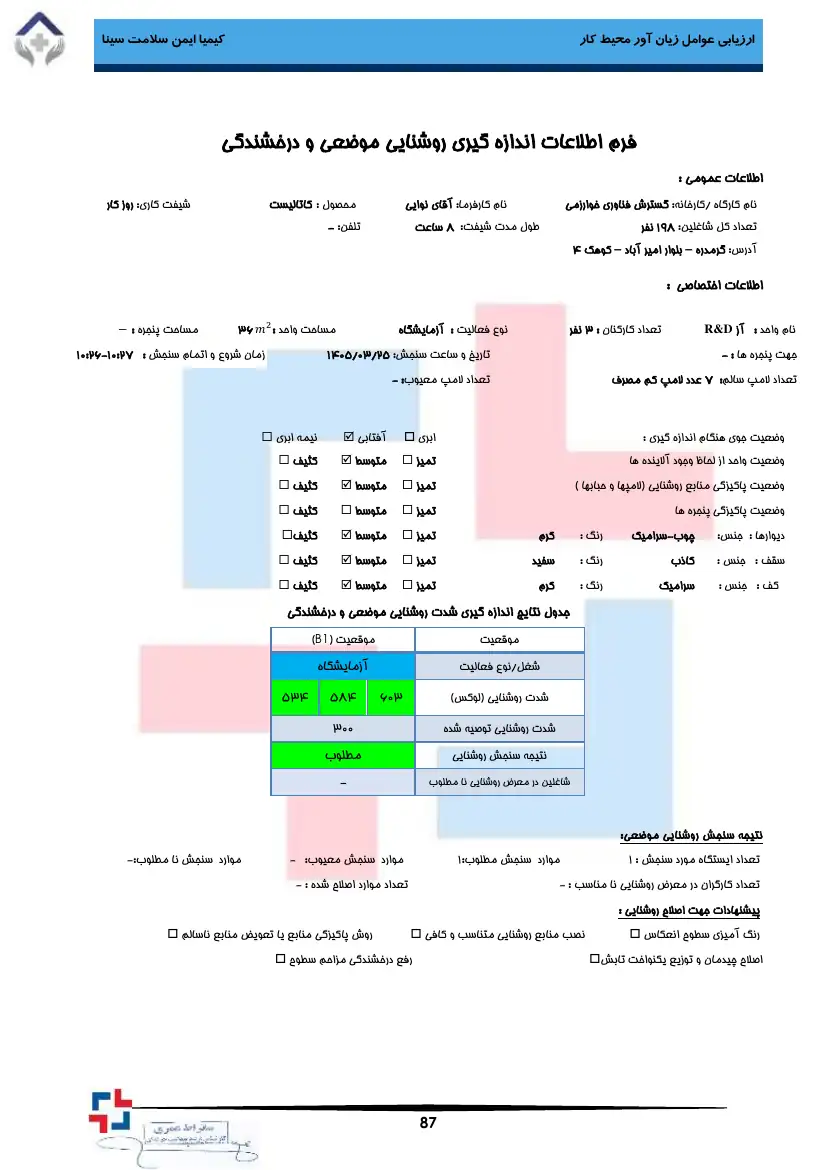 ارزیابی عوامل زیان آور محیط کار کیمیا ایمن سلامت سینا
فرم اطلاعات اندازه گیری روشنایی موضعی و درخشندگی
اطلاعات عمومی :
نام کارگاه /کارخانه: گسترش فناوری خوارزمی نام کارفرما: آقای نوایی محصول : کاتالیست شیفت کاری: روز کار
تعداد کل شاغلین: ۱۹۸ نفر طول مدت شیفت: ۸ ساعت تلفن: -
آدرس: گرمدره – بلوار امیر آباد – کوهک ۴
اطلاعات اختصاصی :
نام واحد : آز R&D تعداد کارکنان : ۳ نفر نوع فعالیت : آزمایشگاه مساحت واحد : ۳۶ m² مساحت پنجره : –
جهت پنجره ها : - تاریخ و ساعت سنجش: ۱۴۰۵/۰۳/۲۵ زمان شروع و اتمام سنجش : ۱۰:۲۶-۱۰:۲۷
تعداد لامپ سالم: ۷ عدد لامپ کم مصرف تعداد لامپ معیوب: -
وضعیت جوی هنگام اندازه گیری : ابری ☐ آفتابی ☑ نیمه ابری ☐
وضعیت واحد از لحاظ وجود آلاینده ها تمیز ☐ متوسط ☑ کثیف ☐
وضعیت پاکیزگی منابع روشنایی (لامپها و حبابها ) تمیز ☐ متوسط ☑ کثیف ☐
وضعیت پاکیزگی پنجره ها تمیز ☐ متوسط ☐ کثیف ☐
دیوارها : جنس: چوب-سرامیک رنگ : کرم تمیز ☐ متوسط ☑ کثیف☐
سقف : جنس : کاذب رنگ : سفید تمیز ☐ متوسط ☑ کثیف ☐
کف : جنس : سرامیک رنگ : کرم تمیز ☐ متوسط ☑ کثیف ☐
جدول نتایج اندازه گیری شدت روشنایی موضعی و درخشندگی
موقعیت موقعیت (B1)
شغل/نوع فعالیت آزمایشگاه
شدت روشنایی (لوکس) ۶۰۳ ۵۸۴ ۵۳۴
شدت روشنایی توصیه شده ۳۰۰
نتیجه سنجش روشنایی مطلوب
شاغلین در معرض روشنایی نا مطلوب -
نتیجه سنجش روشنایی موضعی:
تعداد ایستگاه مورد سنجش : ۱ موارد سنجش مطلوب:۱ موارد سنجش معیوب: - موارد سنجش نا مطلوب:-
تعداد کارگران در معرض روشنایی نا مناسب : - تعداد موارد اصلاح شده : -
پیشنهادات جهت اصلاح روشنایی :
رنگ آمیزی سطوح انعکاس ☐ نصب منابع روشنایی متناسب و کافی ☐ روش پاکیزگی منابع یا تعویض منابع ناسالم ☐
اصلاح چیدمان و توزیع یکنواخت تابش☐ رفع درخشندگی مزاحم سطوح ☐
87